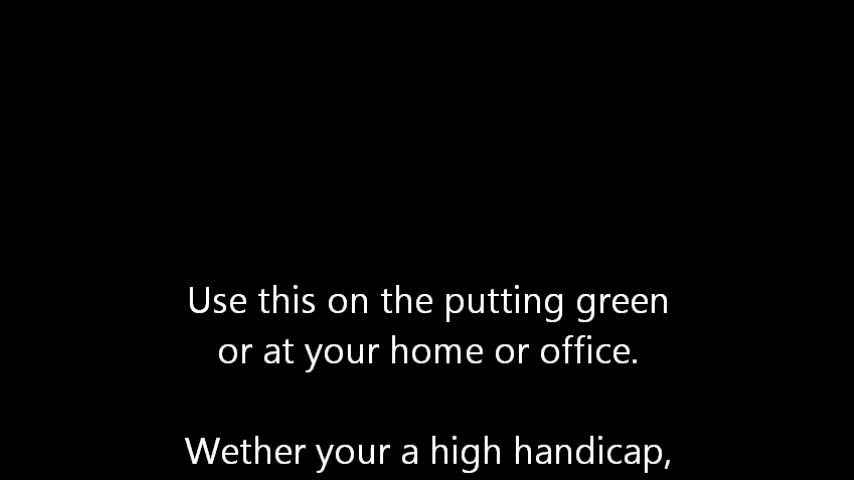 Use this on the putting green
or at your home or office.
Wether your a high handicap,